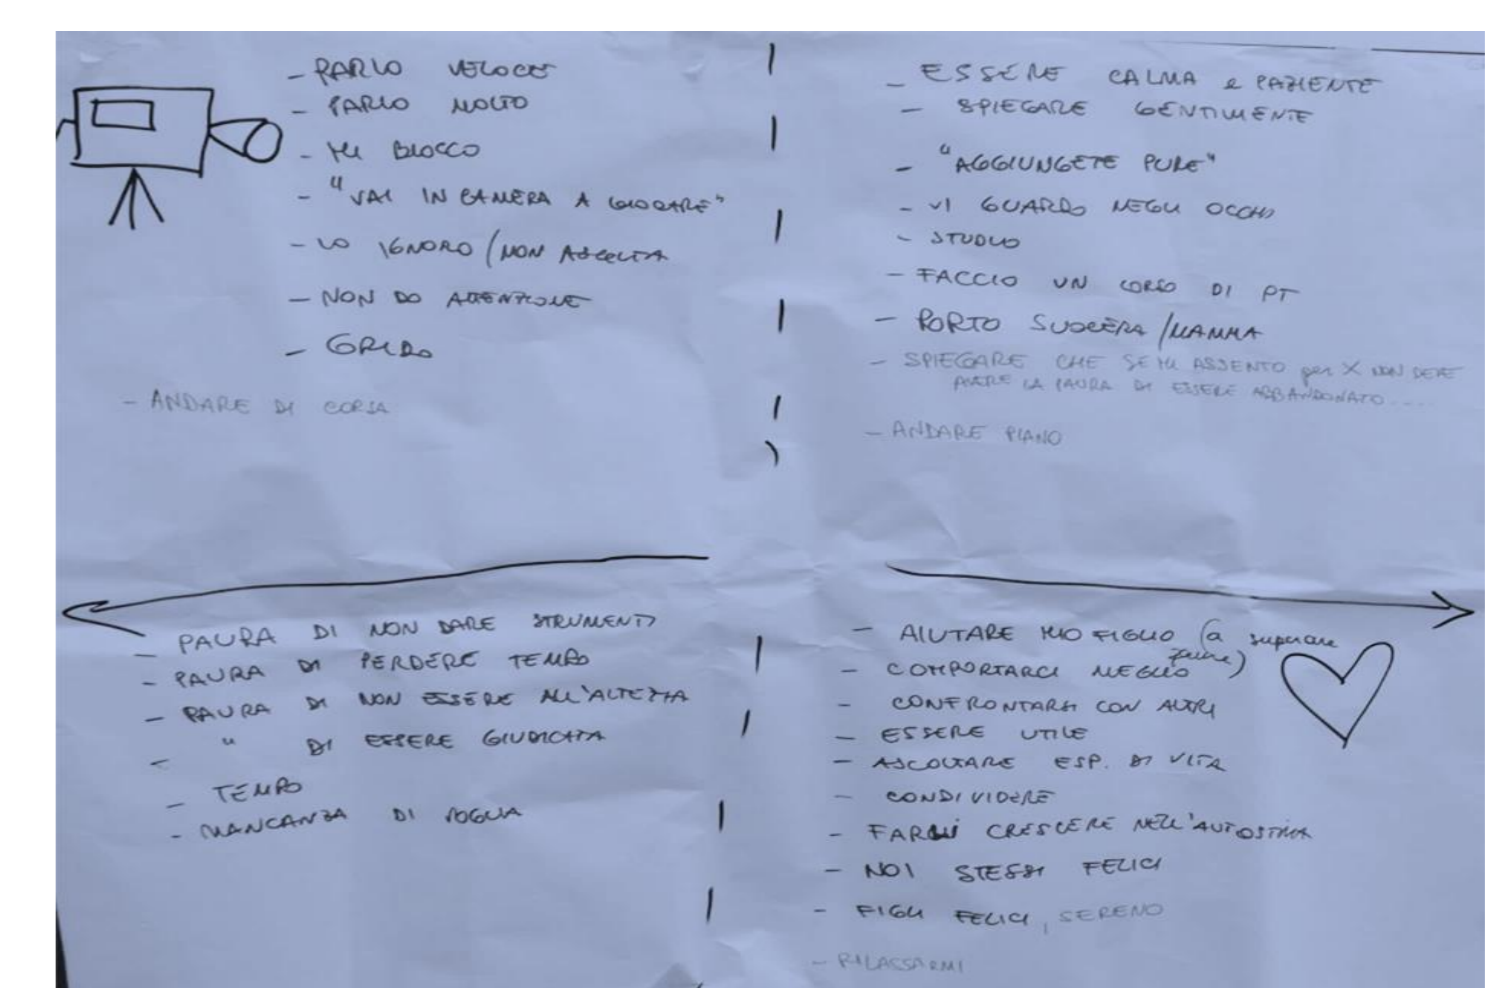 - PARLO VELOCE
- PARLO MOLTO
- MI BLOCCO
- "VAI IN CAMERA A GIOCARE"
- LO IGNORO / NON ASCOLTA
- NON DO ATTENZIONE
- GRIDO
- ANDARE DI CORSA
- ESSERE CALMA e PAZIENTE
- SPIEGARE GENTILMENTE
- "AGGIUNGETE PURE"
- VI GUARDO NEGLI OCCHI
- STUDIO
- FACCIO UN CORSO DI PT
- PORTO SUOCERA / MAMMA
- SPIEGARE CHE SE MI ASSENTO per X NON DEVE
AVERE LA PAURA DI ESSERE ABBANDONATO....
- ANDARE PIANO
- PAURA DI NON DARE STRUMENTI
- PAURA DI PERDERE TEMPO
- PAURA DI NON ESSERE ALL'ALTEZZA
- " DI ESSERE GIUDICATA
- TEMPO
- MANCANZA DI VOGLIA
- AIUTARE MIO FIGLIO (a superare
paure)
- COMPORTARCI MEGLIO
- CONFRONTARSI CON ALTRI
- ESSERE UTILE
- ASCOLTARE ESP. DI VITA
- CONDIVIDERE
- FARLI CRESCERE NELL'AUTOSTIMA
- NOI STESSI FELICI
- FIGLI FELICI, SERENO
- RILASSARMI